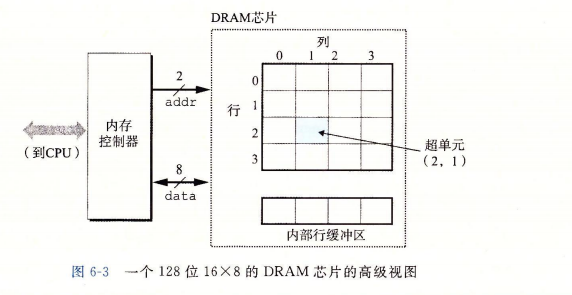 DRAM芯片
列
0 1 2 3
0
1
2
3
行
2
addr
内存
控制器
(到CPU)
8
data
超单元
(2, 1)
内部行缓冲区
图 6-3 一个 128 位 16×8 的 DRAM 芯片的高级视图